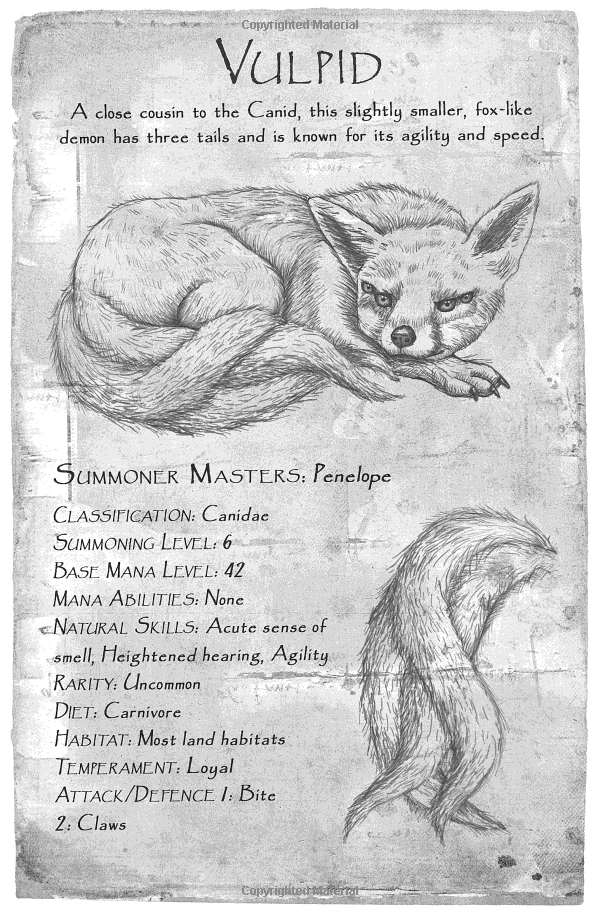 Copyrighted Material
VULPID
A close cousin to the Canid, this slightly smaller, fox-like
demon has three tails and is known for its agility and speed.
SUMMONER MASTERS: Penelope
CLASSIFICATION: Canidae
SUMMONING LEVEL: 6
BASE MANA LEVEL: 42
MANA ABILITIES: None
NATURAL SKILLS: Acute sense of
smell, Heightened hearing, Agility
RARITY: Uncommon
DIET: Carnivore
HABITAT: Most land habitats
TEMPERAMENT: Loyal
ATTACK/DEFENCE 1: Bite
2: Claws
Copyrighted Material